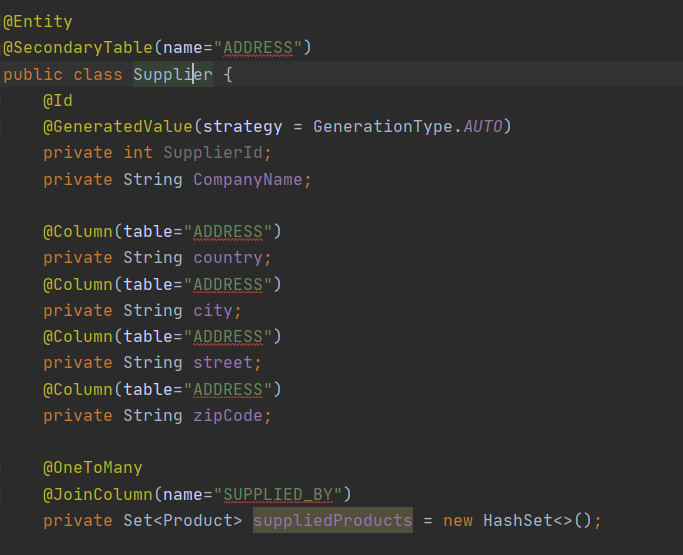 @Entity
@SecondaryTable(name="ADDRESS")
public class Supplier {
    @Id
    @GeneratedValue(strategy = GenerationType.AUTO)
    private int SupplierId;
    private String CompanyName;

    @Column(table="ADDRESS")
    private String country;
    @Column(table="ADDRESS")
    private String city;
    @Column(table="ADDRESS")
    private String street;
    @Column(table="ADDRESS")
    private String zipCode;

    @OneToMany
    @JoinColumn(name="SUPPLIED_BY")
    private Set<Product> suppliedProducts = new HashSet<>();